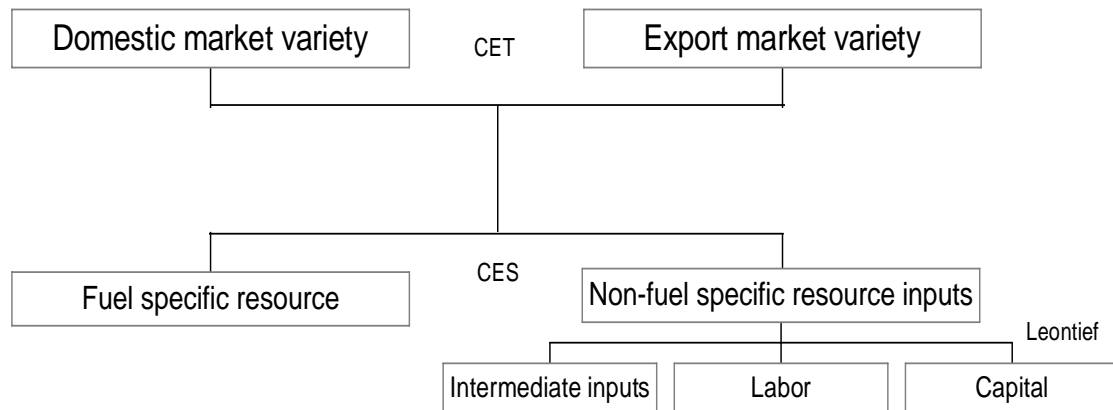 Domestic market variety
CET
Export market variety
Fuel specific resource
CES
Non-fuel specific resource inputs
Leontief
Intermediate inputs
Labor
Capital